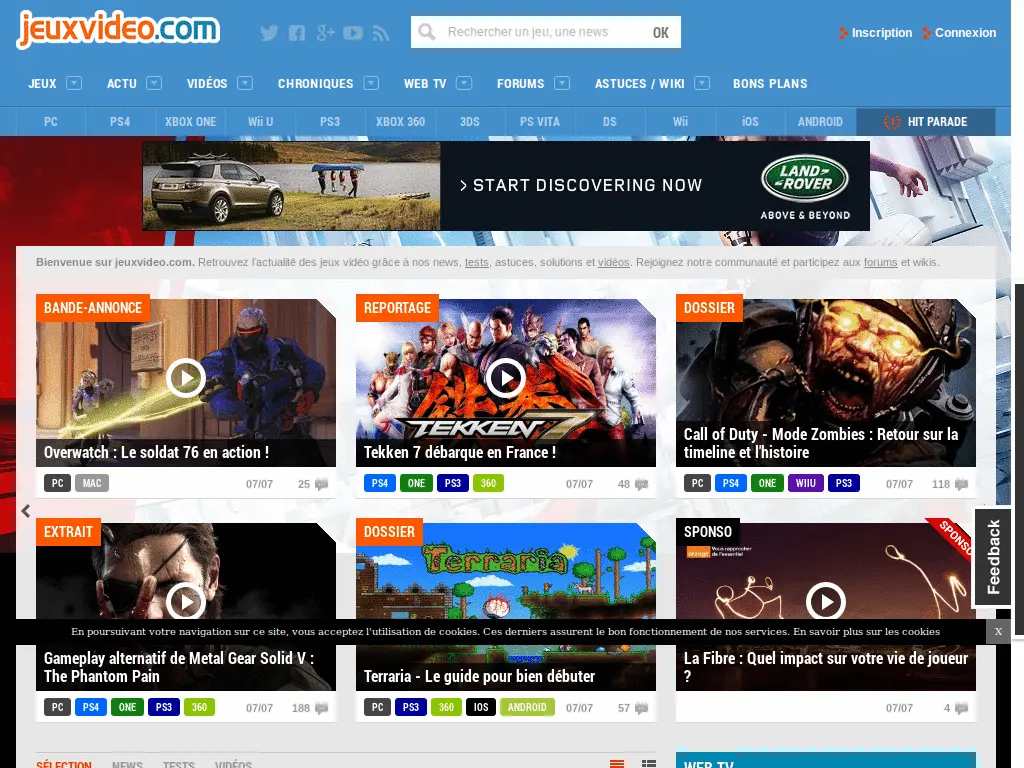 jeuxvideo.com
Rechercher un jeu, une news OK
Inscription Connexion
JEUX ACTU VIDÉOS CHRONIQUES WEB TV FORUMS ASTUCES / WIKI BONS PLANS
PC PS4 XBOX ONE Wii U PS3 XBOX 360 3DS PS VITA DS Wii iOS ANDROID HIT PARADE
> START DISCOVERING NOW
LAND ROVER
ABOVE & BEYOND
Bienvenue sur jeuxvideo.com. Retrouvez l'actualité des jeux vidéo grâce à nos news, tests, astuces, solutions et vidéos. Rejoignez notre communauté et participez aux forums et wikis.
BANDE-ANNONCE
Overwatch : Le soldat 76 en action !
PC MAC 07/07 25
REPORTAGE
TEKKEN 7
Tekken 7 débarque en France !
PS4 ONE PS3 360 07/07 48
DOSSIER
Call of Duty - Mode Zombies : Retour sur la
timeline et l'histoire
PC PS4 ONE WIIU PS3 07/07 118
EXTRAIT
Gameplay alternatif de Metal Gear Solid V :
The Phantom Pain
PC PS4 ONE PS3 360 07/07 188
DOSSIER
Terraria
Terraria - Le guide pour bien débuter
PC PS3 360 IOS ANDROID 07/07 57
SPONSO
SPONSO
orange Vous rapprocher
de l'essentiel
La Fibre : Quel impact sur votre vie de joueur
?
07/07 4
Feedback
En poursuivant votre navigation sur ce site, vous acceptez l'utilisation de cookies. Ces derniers assurent le bon fonctionnement de nos services. En savoir plus sur les cookies X
SÉLECTION NEWS TESTS VIDÉOS
WEB TV